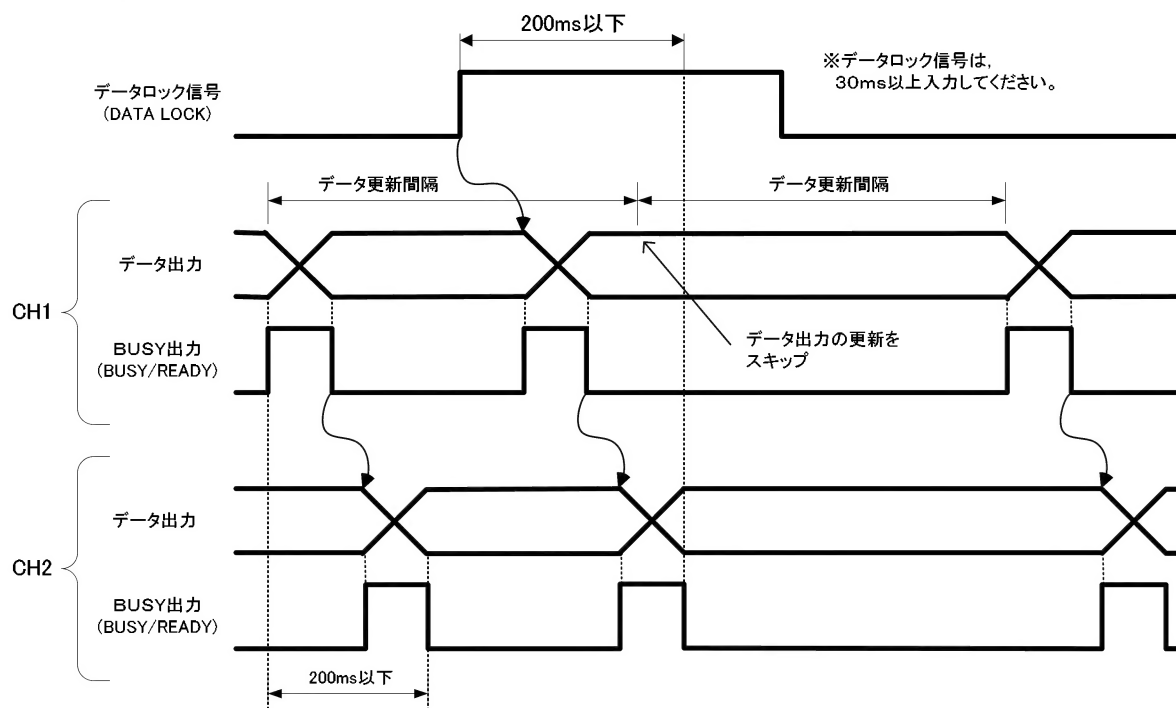 200ms以下
※データロック信号は,
30ms以上入力してください。
データロック信号
(DATA LOCK)
データ更新間隔
データ更新間隔
CH1
データ出力
BUSY出力
(BUSY/READY)
データ出力の更新を
スキップ
CH2
データ出力
BUSY出力
(BUSY/READY)
200ms以下